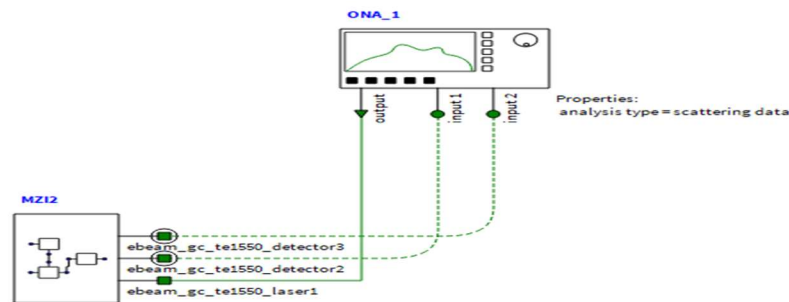 ONA_1
output
input 1
input 2
Properties:
analysis type=scattering data
MZI2
ebeam_gc_te1550_detector3
ebeam_gc_te1550_detector2
ebeam_gc_te1550_laser1